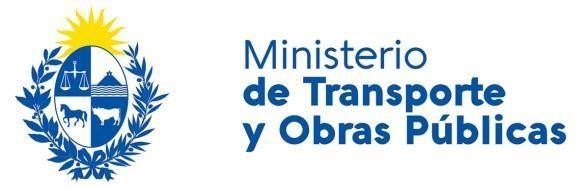 Ministerio
de Transporte
y Obras Públicas